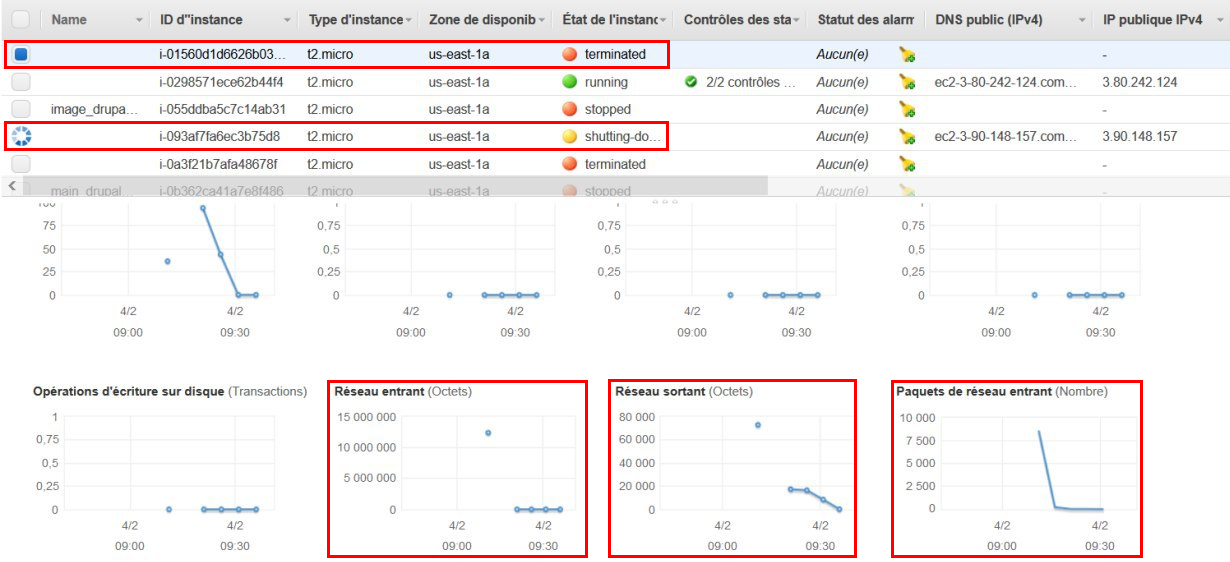 Name ID d"instance Type d'instance Zone de disponib État de l'instanc Contrôles des sta Statut des alarm DNS public (IPv4) IP publique IPv4
i-01560d1d6626b03... t2.micro us-east-1a terminated Aucun(e) -
i-0298571ece62b44f4 t2.micro us-east-1a running 2/2 contrôles ... Aucun(e) ec2-3-80-242-124.com... 3.80.242.124
image_drupa... i-055ddba5c7c14ab31 t2.micro us-east-1a stopped Aucun(e) -
i-093af7fa6ec3b75d8 t2.micro us-east-1a shutting-do... Aucun(e) ec2-3-90-148-157.com... 3.90.148.157
i-0a3f21b7afa48678f t2.micro us-east-1a terminated Aucun(e) -
main_drupal... i-0b362ca41a7e8f486 t2.micro us-east-1a stopped Aucun(e) -
100 1 1 1
75 0,75 0,75 0,75
50 0,5 0,5 0,5
25 0,25 0,25 0,25
0 0 0 0
4/2 4/2 4/2 4/2 4/2 4/2 4/2 4/2
09:00 09:30 09:00 09:30 09:00 09:30 09:00 09:30
Opérations d'écriture sur disque (Transactions) Réseau entrant (Octets) Réseau sortant (Octets) Paquets de réseau entrant (Nombre)
1 15 000 000 80 000 10 000
0,75 10 000 000 60 000 7 500
0,5 5 000 000 40 000 5 000
0,25 0 20 000 2 500
0 0 0
4/2 4/2 4/2 4/2 4/2 4/2 4/2 4/2
09:00 09:30 09:00 09:30 09:00 09:30 09:00 09:30